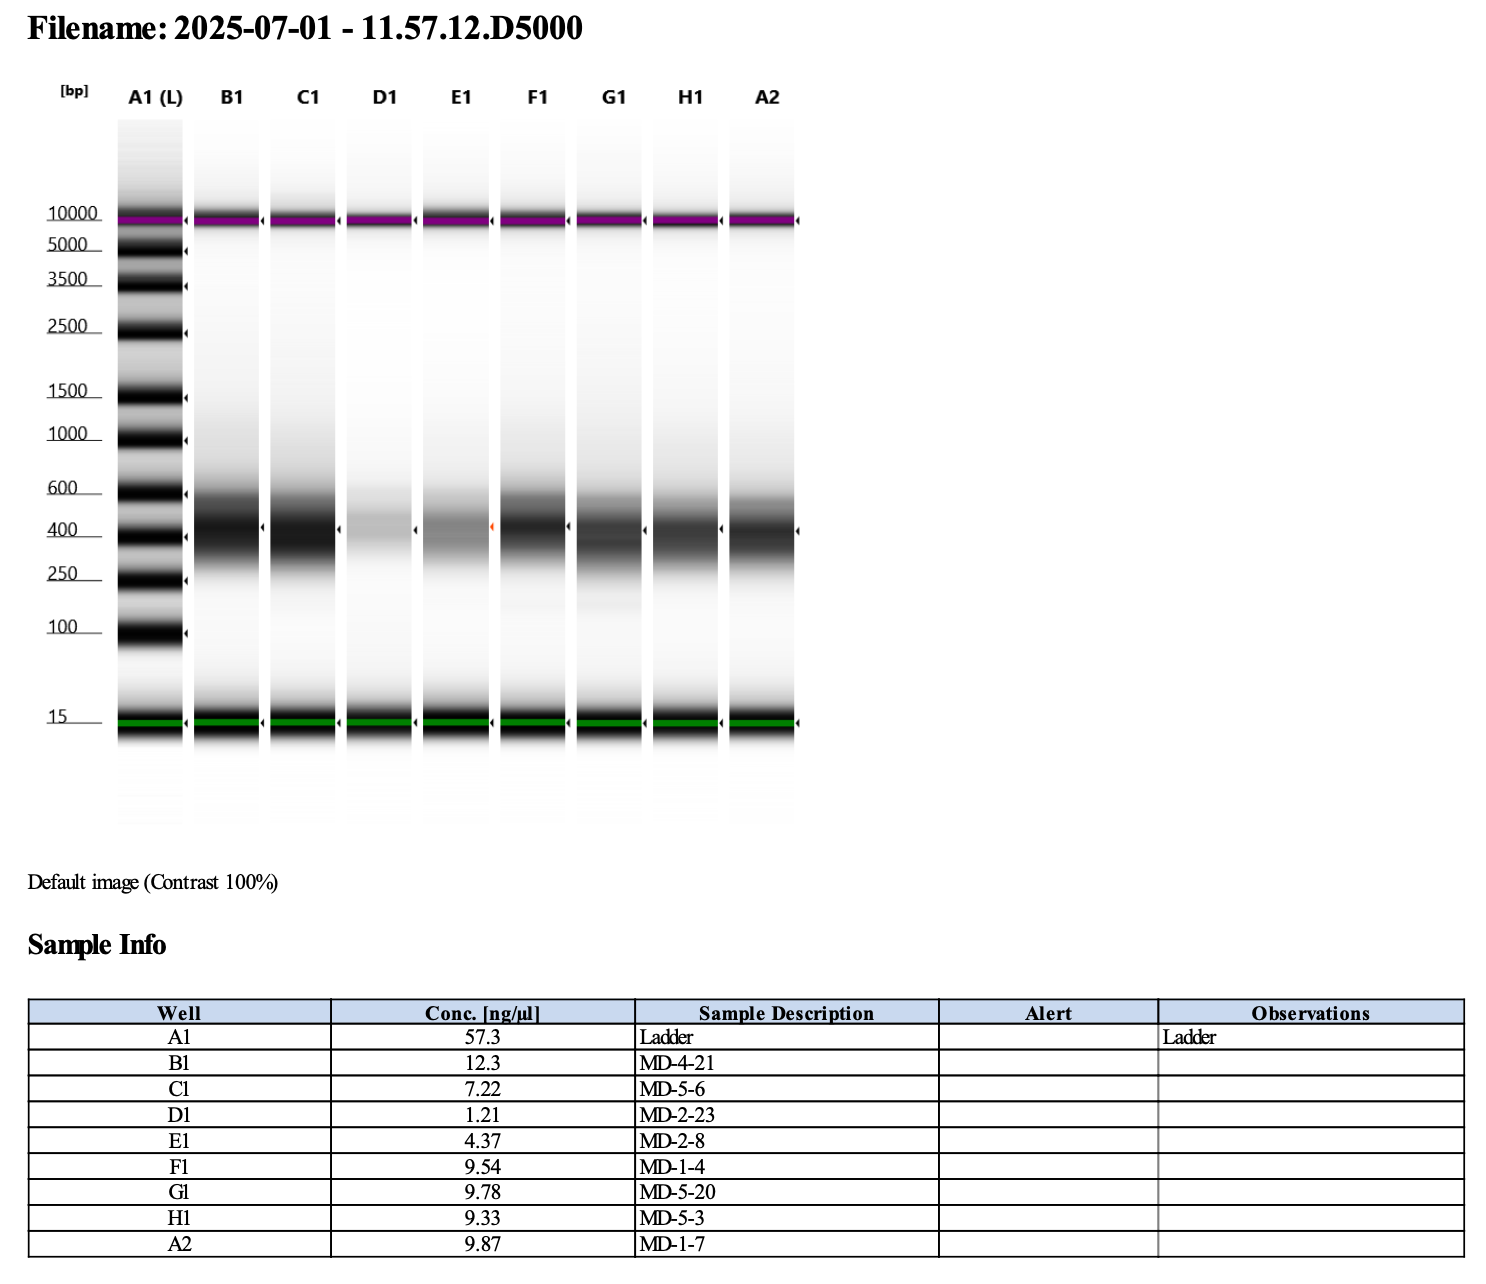 Filename: 2025-07-01 - 11.57.12.D5000
[bp] A1 (L) B1 C1 D1 E1 F1 G1 H1 A2
10000
5000
3500
2500
1500
1000
600
400
250
100
15
Default image (Contrast 100%)
Sample Info
Well Conc. [ng/µl] Sample Description Alert Observations
A1 57.3 Ladder Ladder
B1 12.3 MD-4-21
C1 7.22 MD-5-6
D1 1.21 MD-2-23
E1 4.37 MD-2-8
F1 9.54 MD-1-4
G1 9.78 MD-5-20
H1 9.33 MD-5-3
A2 9.87 MD-1-7